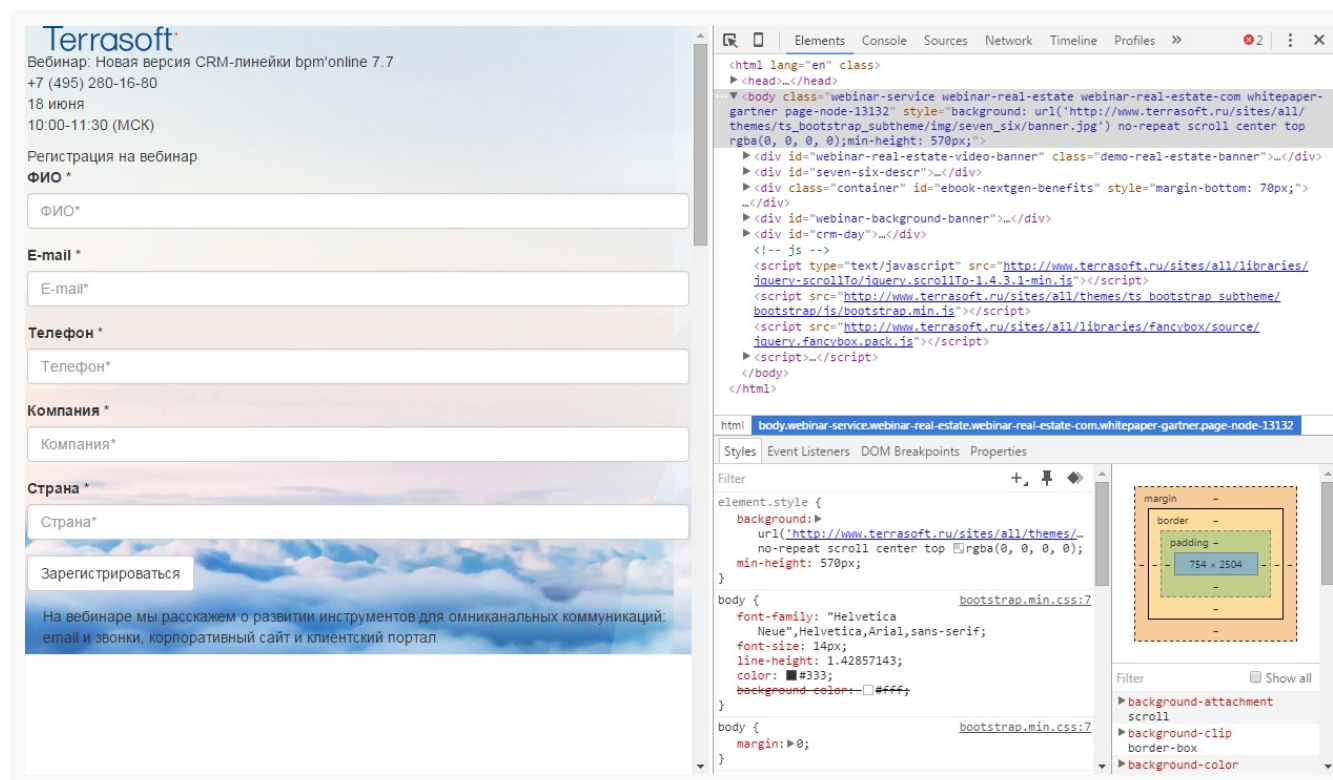 Terrasoft
Вебинар: Новая версия CRM-линейки bpm'online 7.7
+7 (495) 280-16-80
18 июня
10:00-11:30 (МСК)
Регистрация на вебинар
ФИО *
ФИО*
E-mail *
E-mail*
Телефон *
Телефон*
Компания *
Компания*
Страна *
Страна*
Зарегистрироваться
На вебинаре мы расскажем о развитии инструментов для омниканальных коммуникаций:
email и звонки, корпоративный сайт и клиентский портал.
Elements Console Sources Network Timeline Profiles » 2
<html lang="en" class>
▶<head>…</head>
…▼<body class="webinar-service webinar-real-estate webinar-real-estate-com whitepaper-
gartner page-node-13132" style="background: url('http://www.terrasoft.ru/sites/all/
themes/ts_bootstrap_subtheme/img/seven_six/banner.jpg') no-repeat scroll center top
rgba(0, 0, 0, 0);min-height: 570px;">
▶<div id="webinar-real-estate-video-banner" class="demo-real-estate-banner">…</div>
▶<div id="seven-six-descr">…</div>
▶<div class="container" id="ebook-nextgen-benefits" style="margin-bottom: 70px;">
…</div>
▶<div id="webinar-background-banner">…</div>
▶<div id="crm-day">…</div>
<!-- js -->
<script type="text/javascript" src="http://www.terrasoft.ru/sites/all/libraries/
jquery-scrollTo/jquery.scrollTo-1.4.3.1-min.js"></script>
<script src="http://www.terrasoft.ru/sites/all/themes/ts_bootstrap_subtheme/
bootstrap/js/bootstrap.min.js"></script>
<script src="http://www.terrasoft.ru/sites/all/libraries/fancybox/source/
jquery.fancybox.pack.js"></script>
▶<script>…</script>
</body>
</html>
html body.webinar-service.webinar-real-estate.webinar-real-estate-com.whitepaper-gartner.page-node-13132
Styles Event Listeners DOM Breakpoints Properties
Filter
element.style {
background:▶
url('http://www.terrasoft.ru/sites/all/themes/…
no-repeat scroll center top rgba(0, 0, 0, 0);
min-height: 570px;
}
body { bootstrap.min.css:7
font-family: "Helvetica
Neue",Helvetica,Arial,sans-serif;
font-size: 14px;
line-height: 1.42857143;
color: #333;
background-color: #fff;
}
body { bootstrap.min.css:7
margin:▶0;
}
margin –
border –
padding –
– – – 754 × 2504 – – –
–
–
–
Filter Show all
▶background-attachment
scroll
▶background-clip
border-box
▶background-color